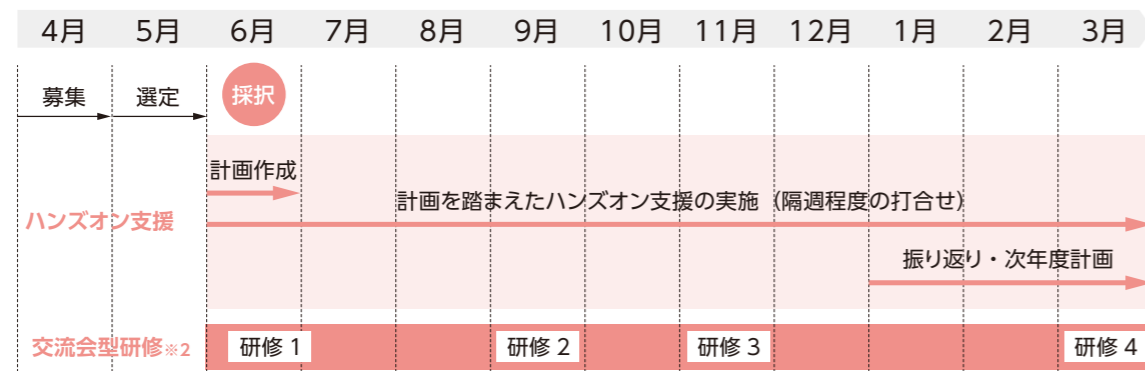 4月 5月 6月 7月 8月 9月 10月 11月 12月 1月 2月 3月
募集 選定 採択
計画作成
計画を踏まえたハンズオン支援の実施（隔週程度の打合せ）
ハンズオン支援
振り返り・次年度計画
交流会型研修※2 研修 1 研修 2 研修 3 研修 4